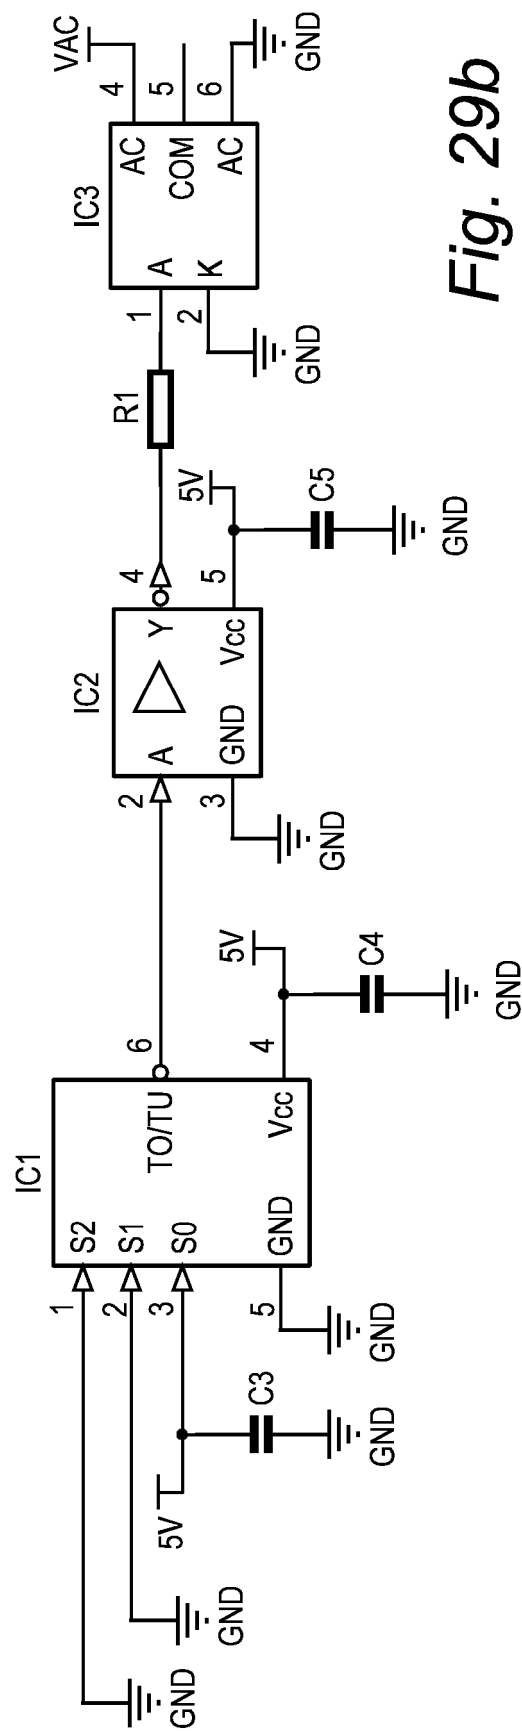 IC1
1
S2
2
S1
3
S0
TO/TU
6
GND
5
Vcc
4
GND
GND
5V
C3
GND
GND
5V
C4
GND
IC2
2
A
Y
4
3
GND
Vcc
5
GND
5V
C5
GND
R1
IC3
1
A
2
K
AC
4
COM
5
AC
6
VAC
GND
GND
Fig. 29b